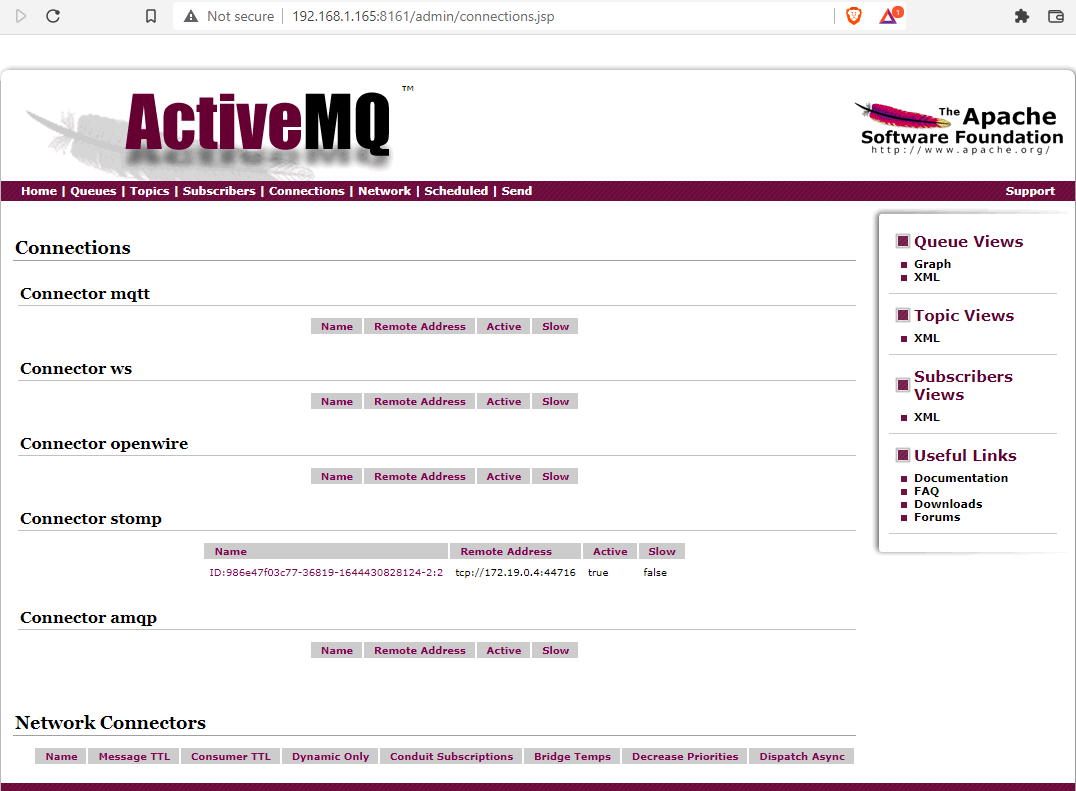 Not secure 192.168.1.165:8161/admin/connections.jsp 1
ActiveMQ ™
The Apache
Software Foundation
http://www.apache.org/
Home | Queues | Topics | Subscribers | Connections | Network | Scheduled | Send Support
Connections
Connector mqtt
Name Remote Address Active Slow
Connector ws
Name Remote Address Active Slow
Connector openwire
Name Remote Address Active Slow
Connector stomp
Name Remote Address Active Slow
ID:986e47f03c77-36819-1644430828124-2:2 tcp://172.19.0.4:44716 true false
Connector amqp
Name Remote Address Active Slow
Network Connectors
Name Message TTL Consumer TTL Dynamic Only Conduit Subscriptions Bridge Temps Decrease Priorities Dispatch Async
Queue Views
Graph
XML
Topic Views
XML
Subscribers
Views
XML
Useful Links
Documentation
FAQ
Downloads
Forums